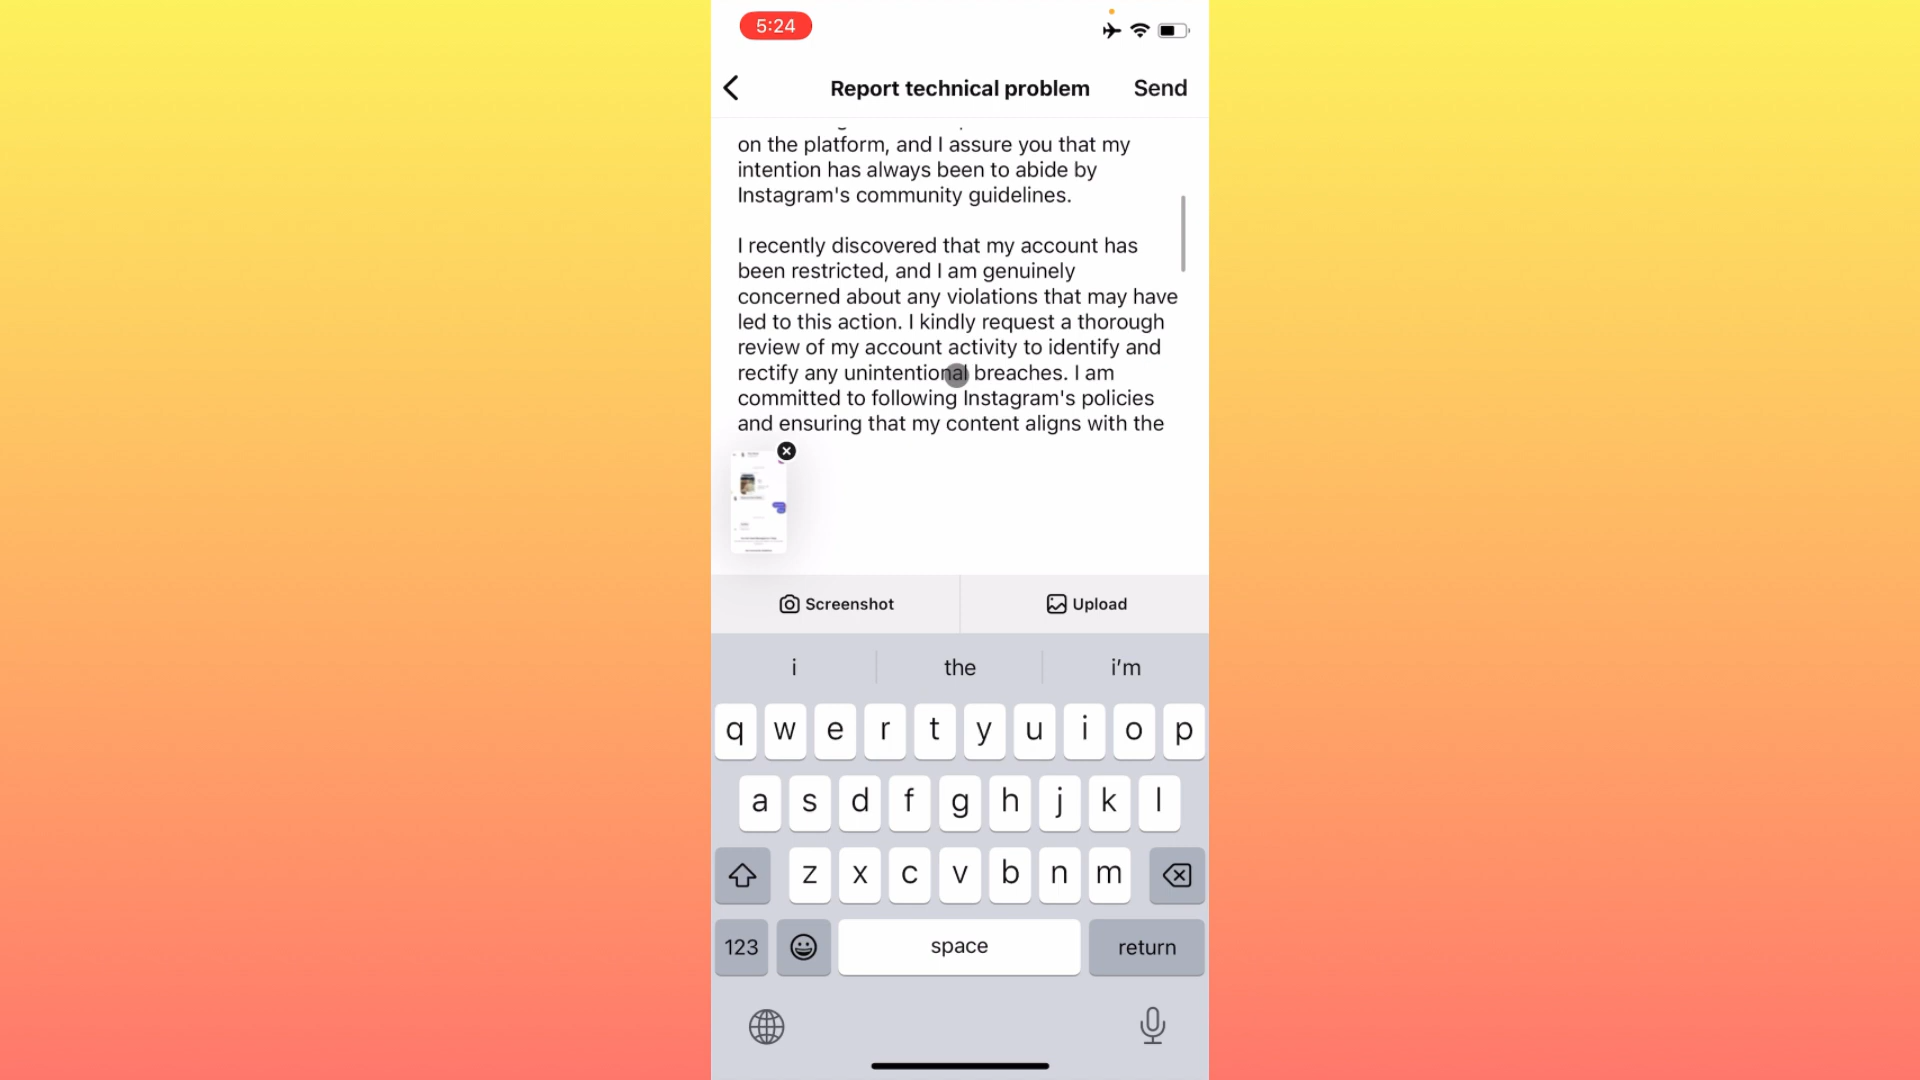 5:24
Report technical problem
Send
on the platform, and I assure you that my
intention has always been to abide by
Instagram's community guidelines.
I recently discovered that my account has
been restricted, and I am genuinely
concerned about any violations that may have
led to this action. I kindly request a thorough
review of my account activity to identify and
rectify any unintentional breaches. I am
committed to following Instagram's policies
and ensuring that my content aligns with the
Screenshot
Upload
i
the
i'm
q w e r t y u i o p
a s d f g h j k l
z x c v b n m
123
space
return